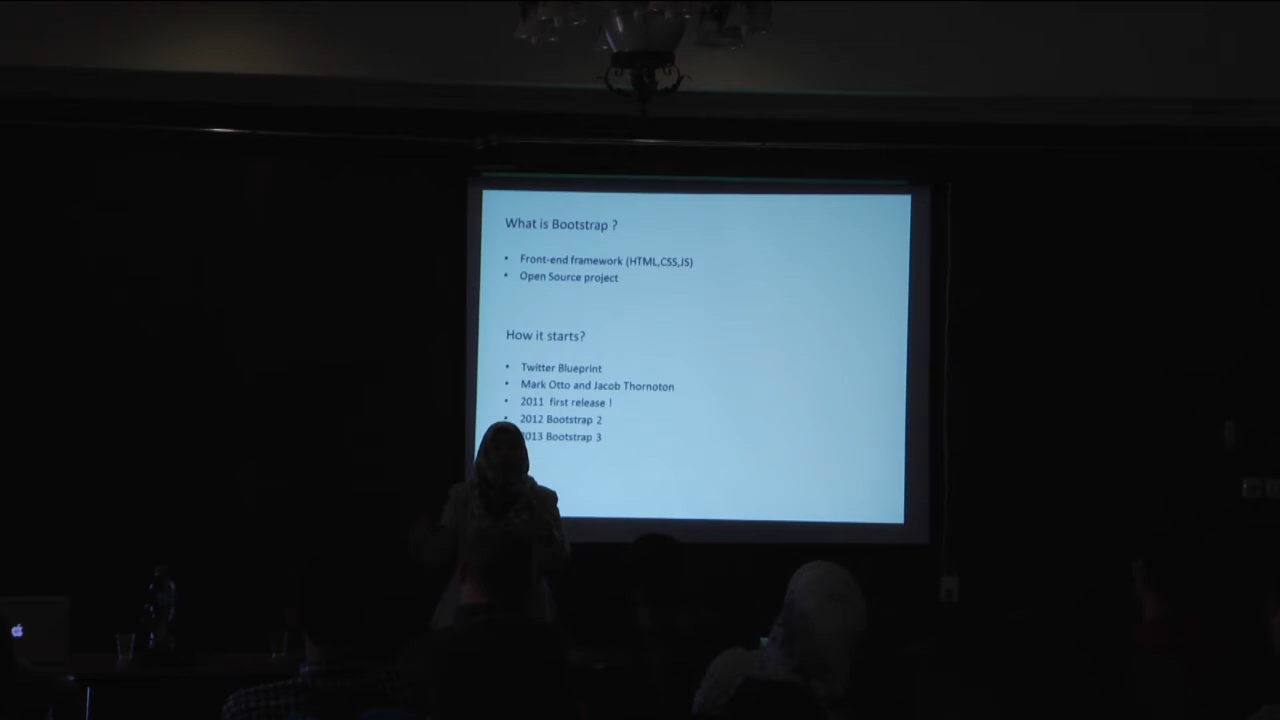 What is Bootstrap ?
• Front-end framework (HTML,CSS,JS)
• Open Source project
How it starts?
• Twitter Blueprint
• Mark Otto and Jacob Thornoton
• 2011 first release !
• 2012 Bootstrap 2
2013 Bootstrap 3